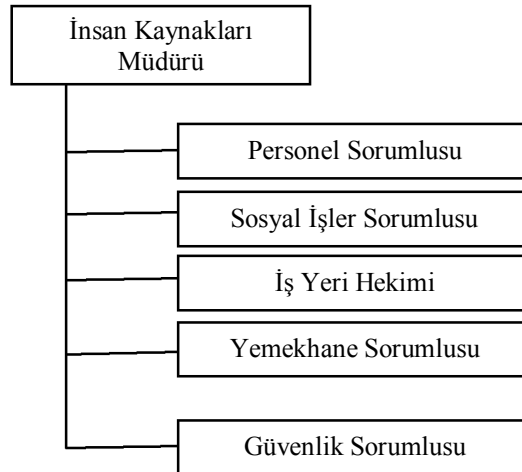 İnsan Kaynakları
Müdürü
Personel Sorumlusu
Sosyal İşler Sorumlusu
İş Yeri Hekimi
Yemekhane Sorumlusu
Güvenlik Sorumlusu